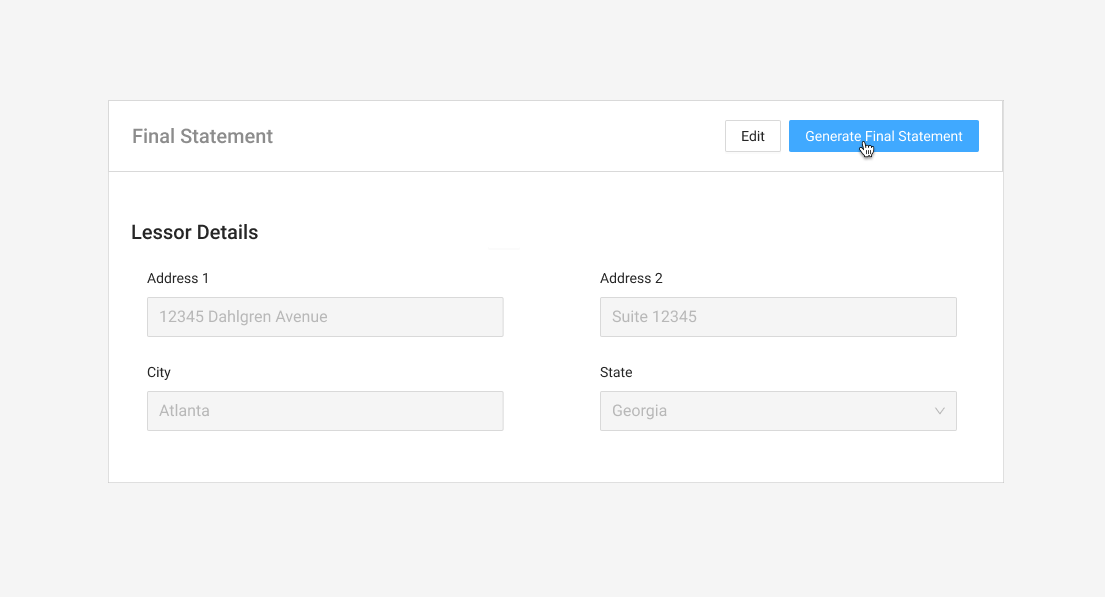 Final Statement
Edit
Generate Final Statement
Lessor Details
Address 1
Address 2
12345 Dahlgren Avenue
Suite 12345
City
State
Atlanta
Georgia